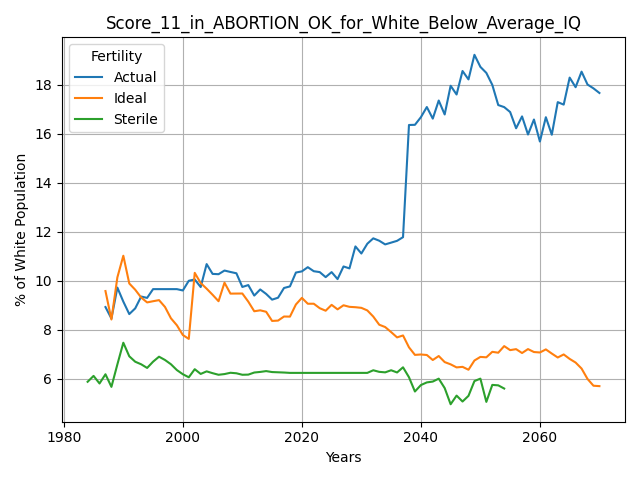 Score_11_in_ABORTION_OK_for_White_Below_Average_IQ
Fertility
Actual
Ideal
Sterile
% of White Population
18
16
14
12
10
8
6
1980
2000
2020
2040
2060
Years